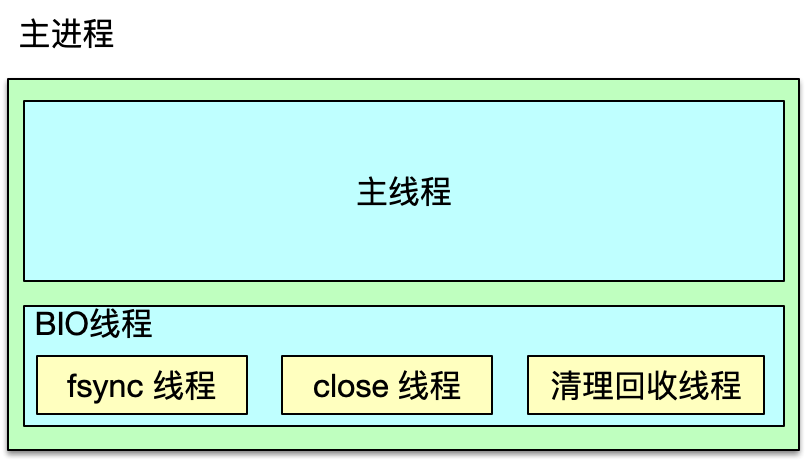 主进程
主线程
BIO线程
fsync 线程
close 线程
清理回收线程